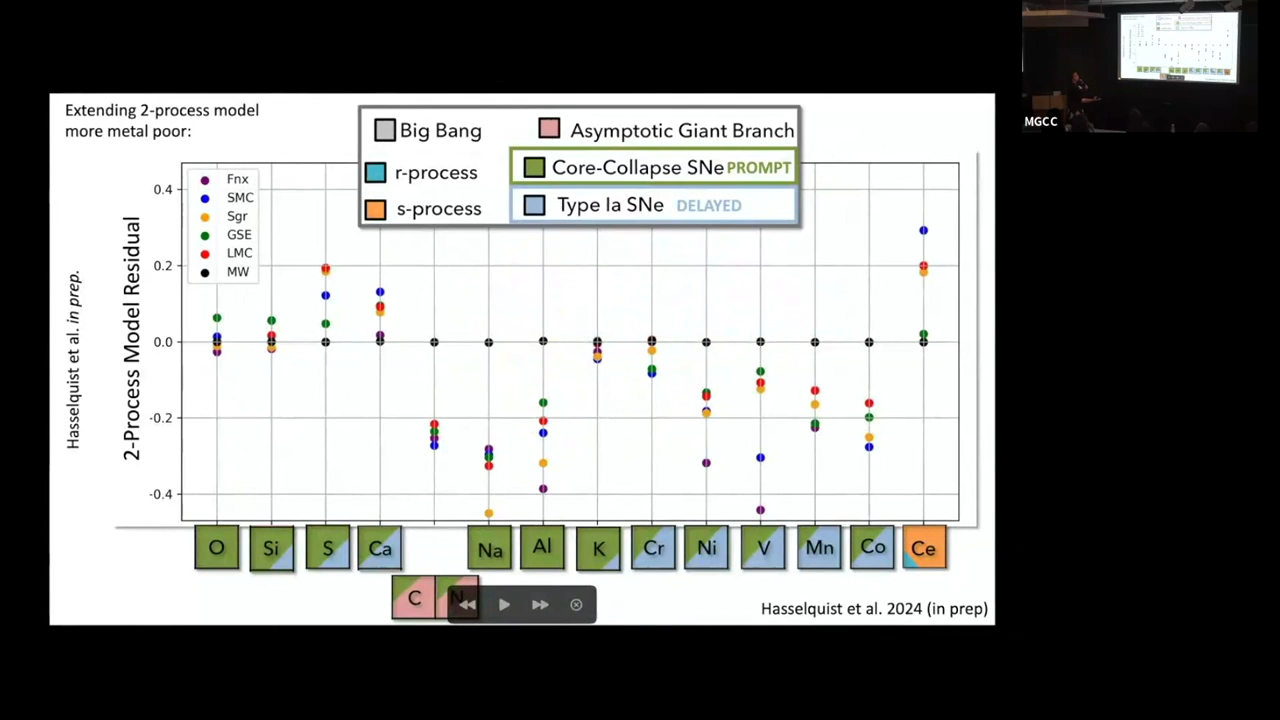 Extending 2-process model
more metal poor:
Big Bang
Asymptotic Giant Branch
r-process
Core-Collapse SNe PROMPT
s-process
Type Ia SNe DELAYED
Fnx
SMC
Sgr
GSE
LMC
MW
Hasselquist et al. in prep.
2-Process Model Residual
0.4
0.2
0.0
-0.2
-0.4
O Si S Ca Na Al K Cr Ni V Mn Co Ce
C N
Hasselquist et al. 2024 (in prep)
MGCC